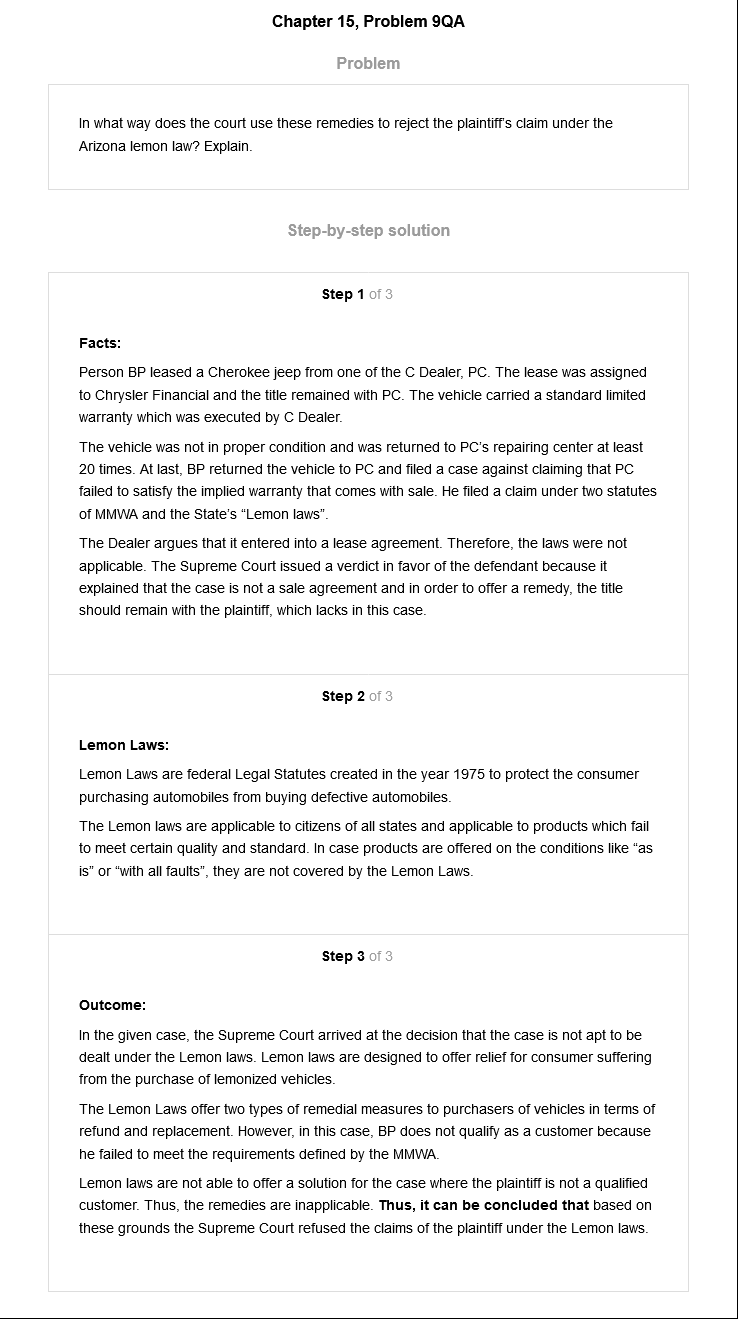 Chapter 15, Problem 9QA
Problem
In what way does the court use these remedies to reject the plaintiff's claim under the
Arizona lemon law? Explain.
Step-by-step solution
Step 1 of 3
Facts:
Person BP leased a Cherokee jeep from one of the C Dealer, PC. The lease was assigned
to Chrysler Financial and the title remained with PC. The vehicle carried a standard limited
warranty which was executed by C Dealer.
The vehicle was not in proper condition and was returned to PC's repairing center at least
20 times. At last, BP returned the vehicle to PC and filed a case against claiming that PC
failed to satisfy the implied warranty that comes with sale. He filed a claim under two statutes
of MMWA and the State's “Lemon laws”.
The Dealer argues that it entered into a lease agreement. Therefore, the laws were not
applicable. The Supreme Court issued a verdict in favor of the defendant because it
explained that the case is not a sale agreement and in order to offer a remedy, the title
should remain with the plaintiff, which lacks in this case.
Step 2 of 3
Lemon Laws:
Lemon Laws are federal Legal Statutes created in the year 1975 to protect the consumer
purchasing automobiles from buying defective automobiles.
The Lemon laws are applicable to citizens of all states and applicable to products which fail
to meet certain quality and standard. In case products are offered on the conditions like “as
is” or “with all faults”, they are not covered by the Lemon Laws.
Step 3 of 3
Outcome:
In the given case, the Supreme Court arrived at the decision that the case is not apt to be
dealt under the Lemon laws. Lemon laws are designed to offer relief for consumer suffering
from the purchase of lemonized vehicles.
The Lemon Laws offer two types of remedial measures to purchasers of vehicles in terms of
refund and replacement. However, in this case, BP does not qualify as a customer because
he failed to meet the requirements defined by the MMWA.
Lemon laws are not able to offer a solution for the case where the plaintiff is not a qualified
customer. Thus, the remedies are inapplicable. Thus, it can be concluded that based on
these grounds the Supreme Court refused the claims of the plaintiff under the Lemon laws.